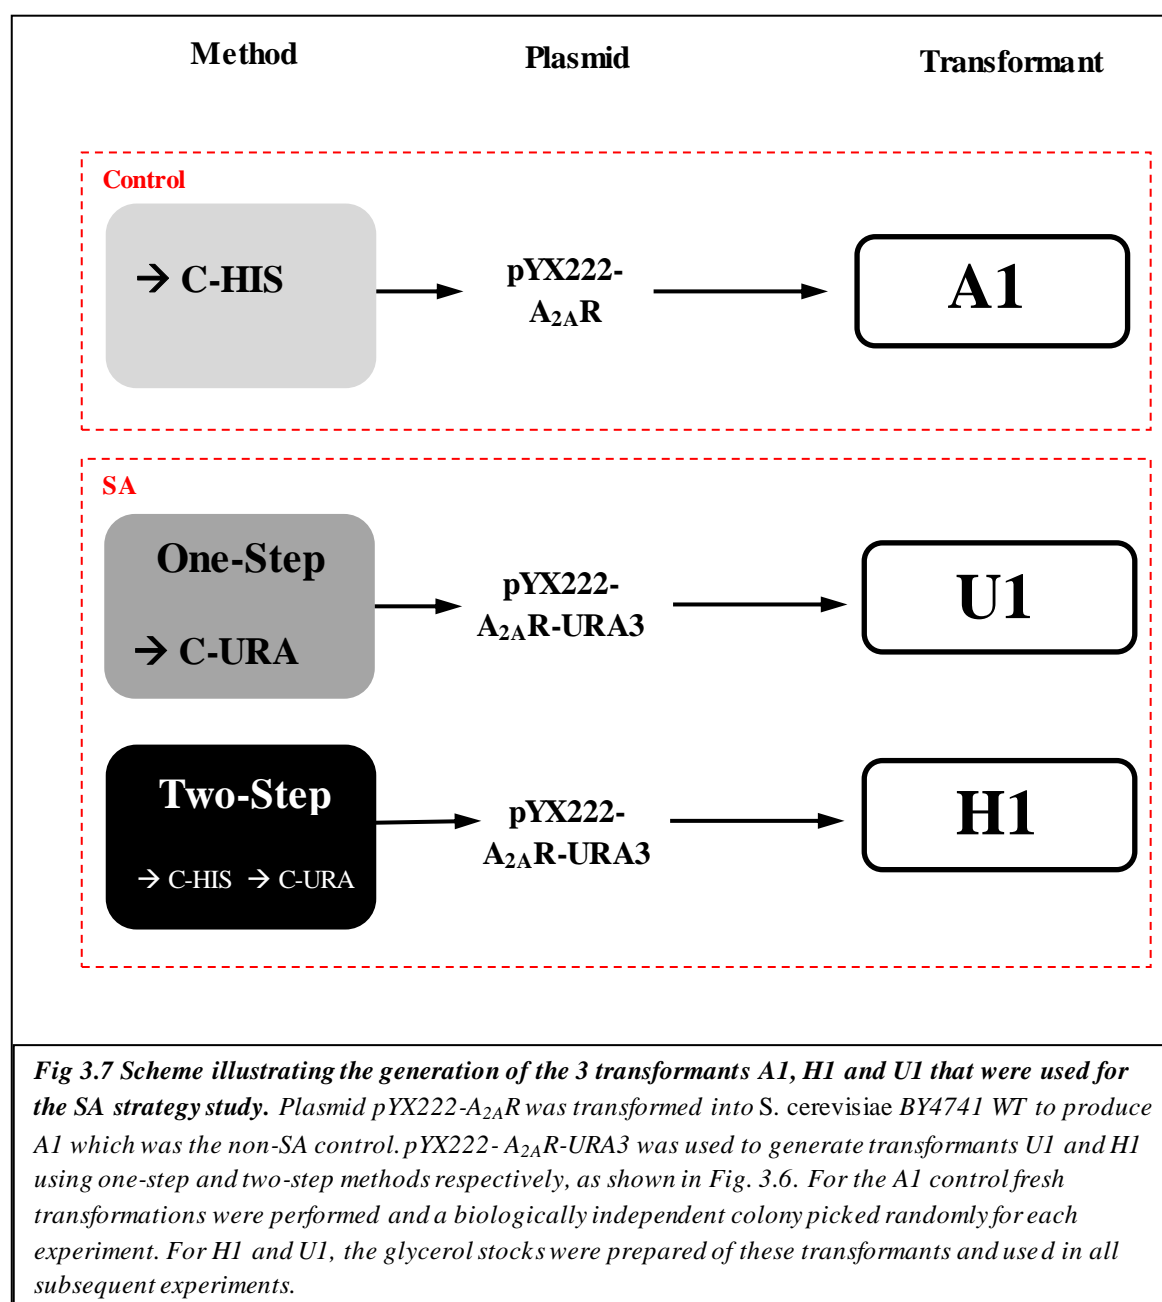 Method Plasmid Transformant
Control
→ C-HIS
pYX222-
A2AR
A1
SA
One-Step
→ C-URA
pYX222-
A2AR-URA3
U1
Two-Step
→ C-HIS → C-URA
pYX222-
A2AR-URA3
H1
Fig 3.7 Scheme illustrating the generation of the 3 transformants A1, H1 and U1 that were used for
the SA strategy study. Plasmid pYX222-A2AR was transformed into S. cerevisiae BY4741 WT to produce
A1 which was the non-SA control. pYX222- A2AR-URA3 was used to generate transformants U1 and H1
using one-step and two-step methods respectively, as shown in Fig. 3.6. For the A1 control fresh
transformations were performed and a biologically independent colony picked randomly for each
experiment. For H1 and U1, the glycerol stocks were prepared of these transformants and used in all
subsequent experiments.